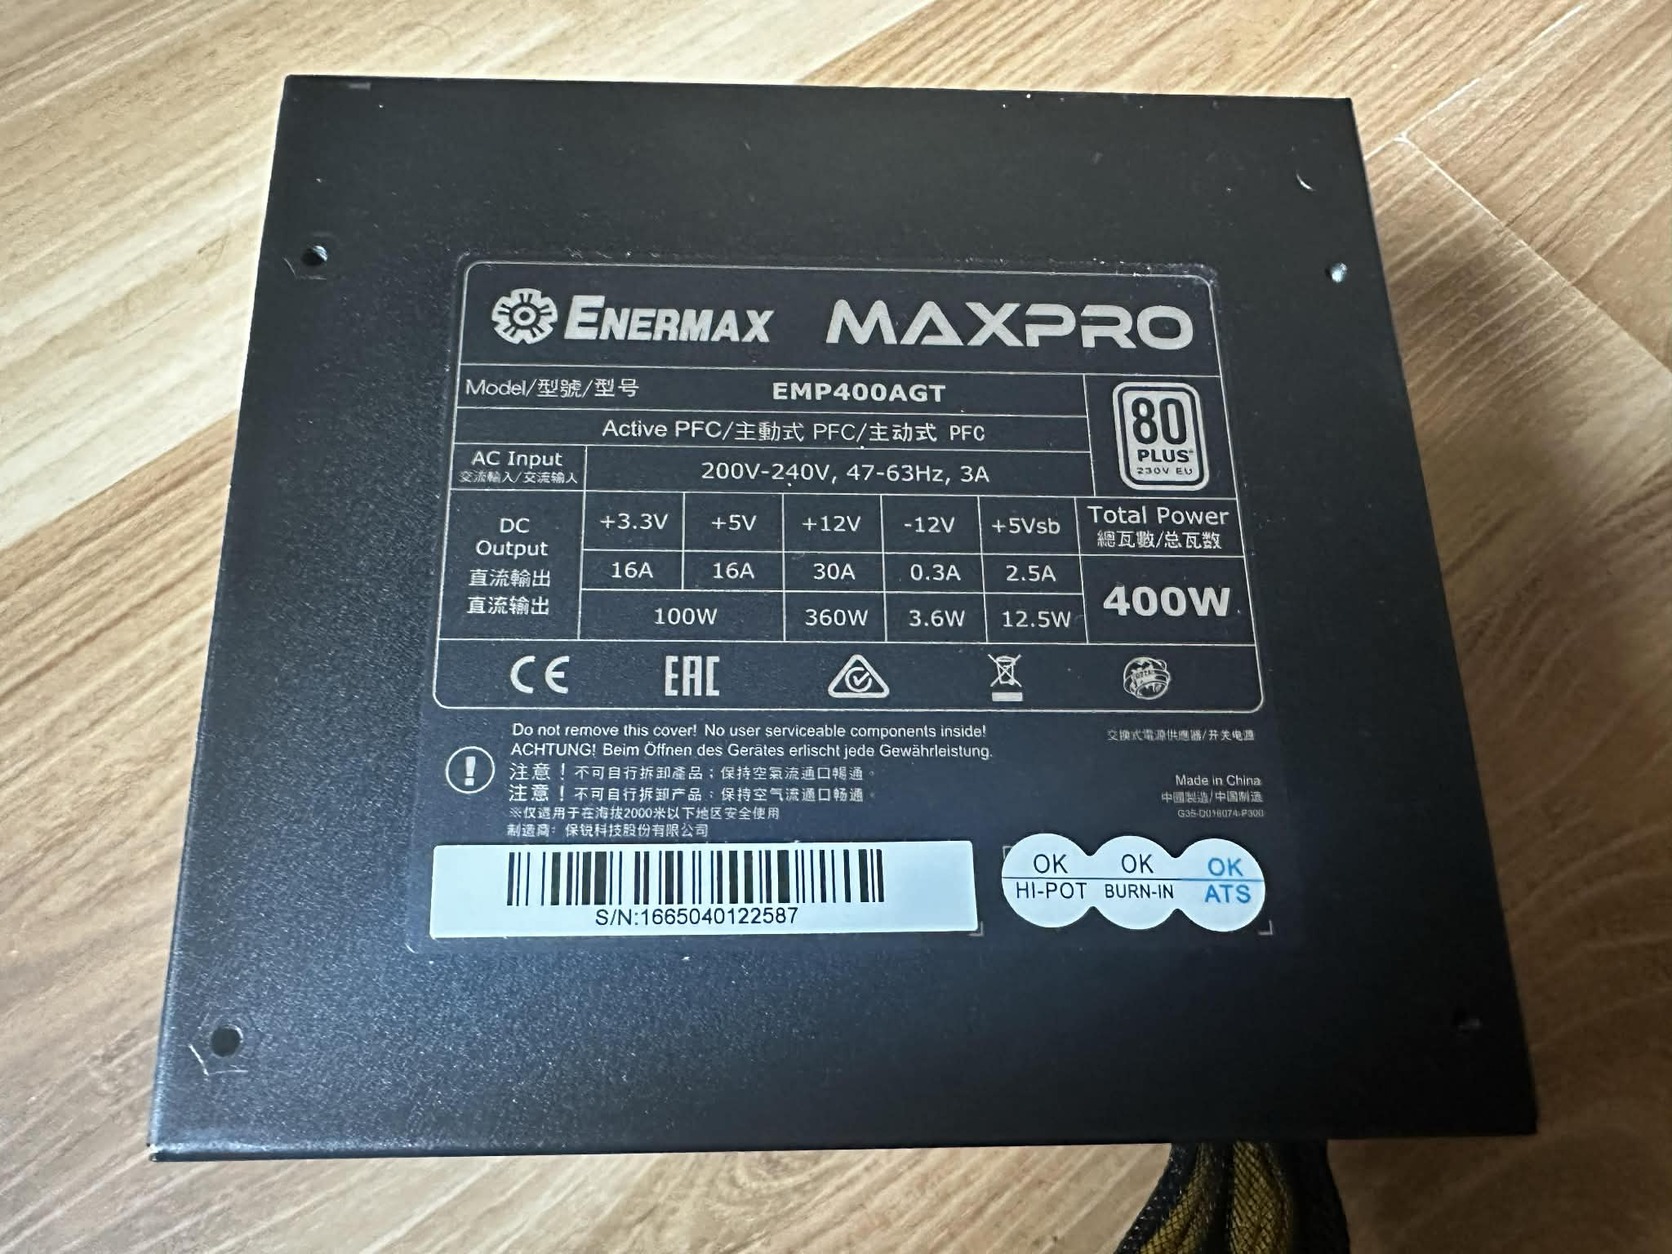 ENERMAX MAXPRO
Model/型號/型号 EMP400AGT
Active PFC/主動式 PFC/主动式 PFC
80
PLUS
230V EU
AC Input
交流輸入/交流输入
200V-240V, 47-63Hz, 3A
DC
Output
直流輸出
直流输出
+3.3V +5V +12V -12V +5Vsb
Total Power
總瓦數/总瓦数
16A 16A 30A 0.3A 2.5A
400W
100W 360W 3.6W 12.5W
CE EAC
Do not remove this cover! No user serviceable components inside!
ACHTUNG! Beim Öffnen des Gerätes erlischt jede Gewährleistung.
注意！不可自行拆卸產品；保持空氣流通口暢通。
注意！不可自行拆卸产品；保持空气流通口畅通。
※仅适用于在海拔2000米以下地区安全使用
制造商：保锐科技股份有限公司
交換式電源供應器/开关电源
Made in China
中國製造/中国制造
G35-D016074-P300
S/N:1665040122587
OK
HI-POT
OK
BURN-IN
OK
ATS